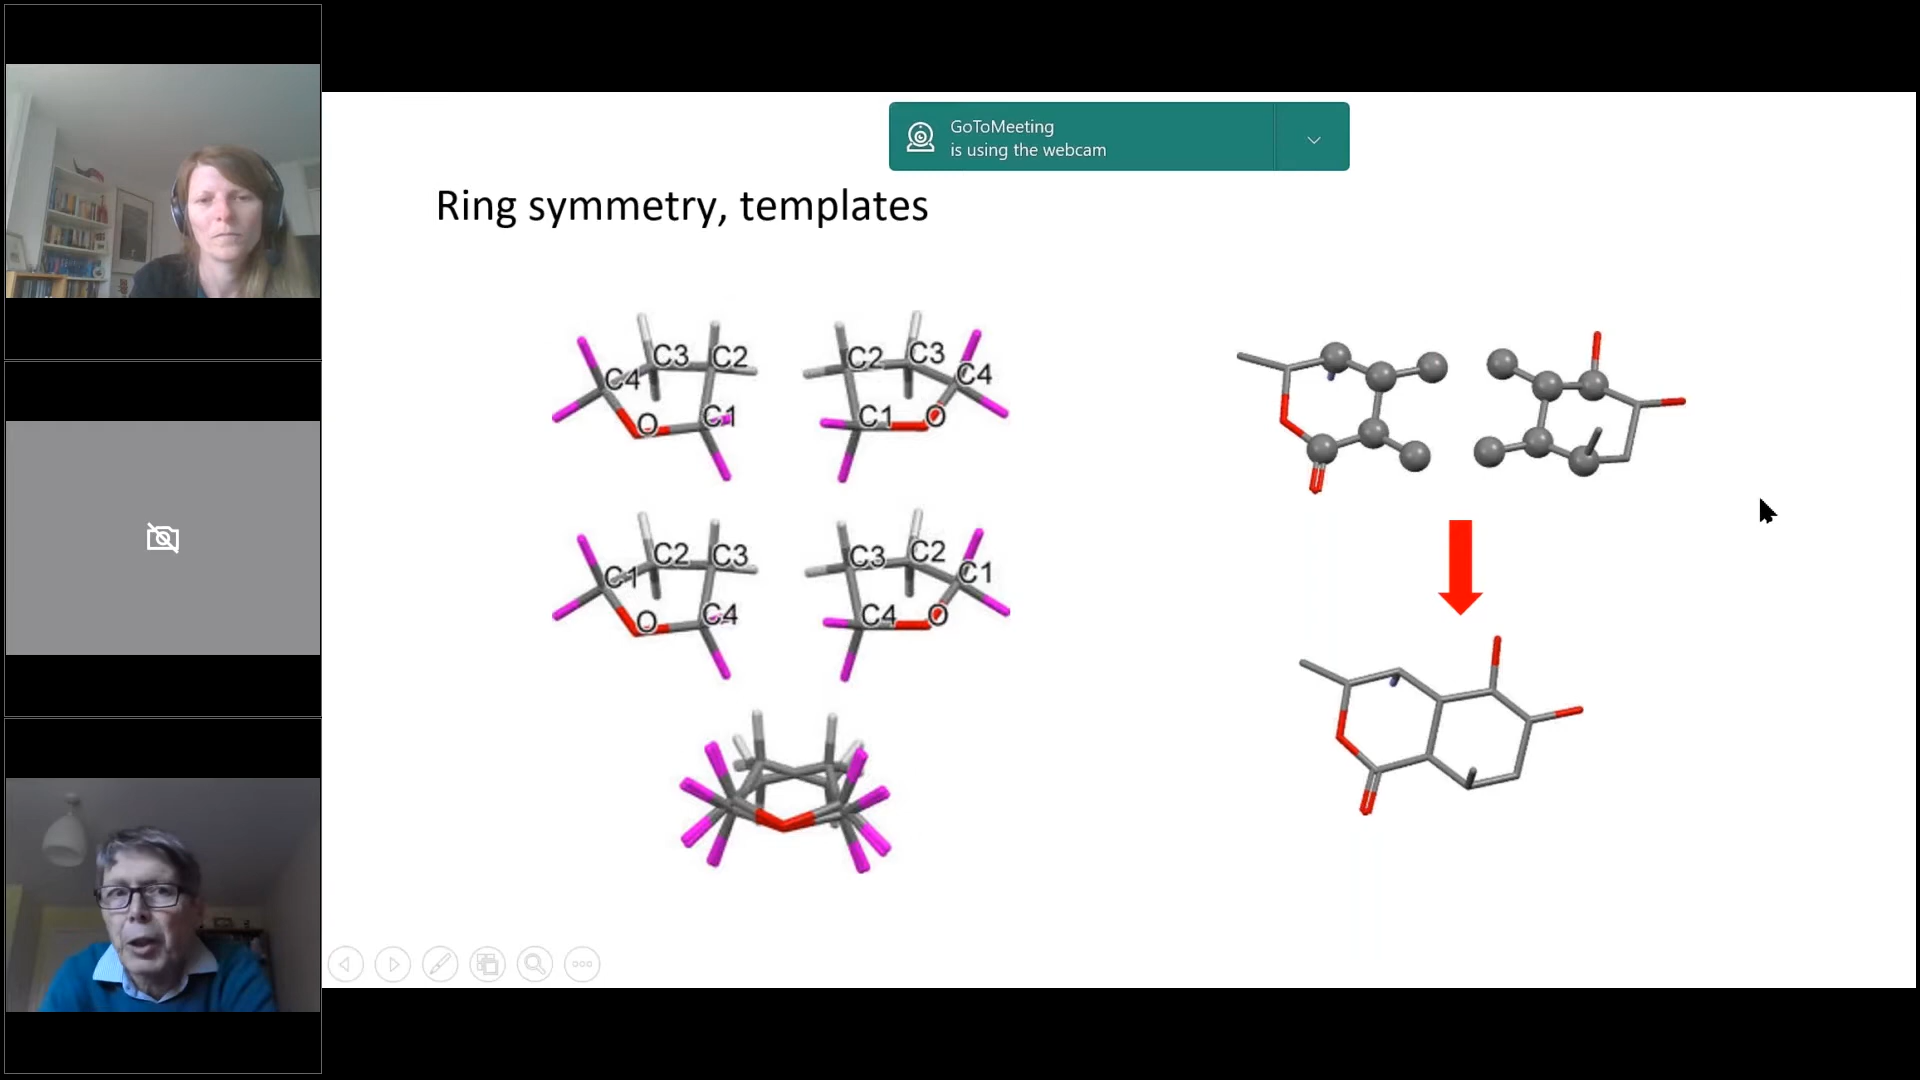 GoToMeeting
is using the webcam
Ring symmetry, templates
C3 C2
C4
O C1
C2 C3
C4
C1 O
C2 C3
C1
O C4
C3 C2
C1
C4 O